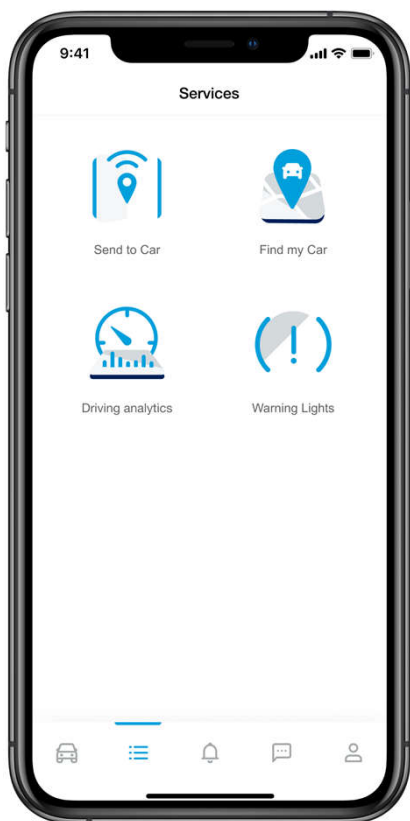 9:41
Services
Send to Car
Find my Car
Driving analytics
Warning Lights